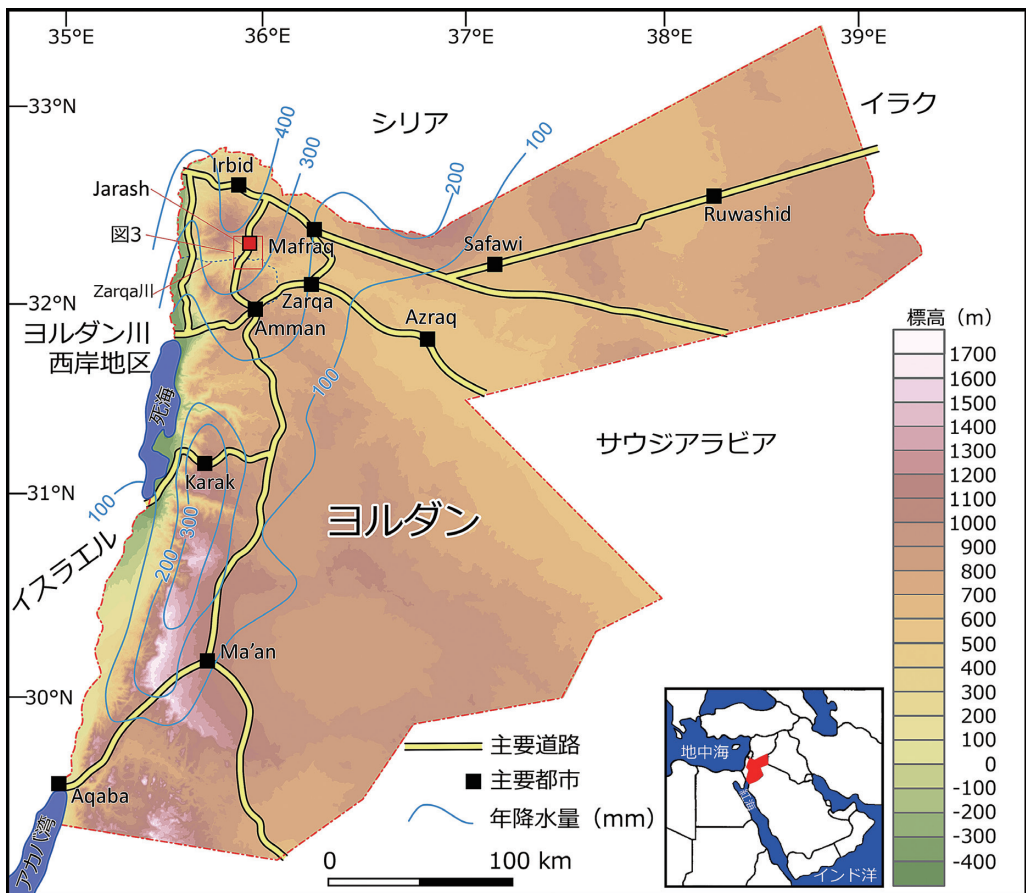 35°E
36°E
37°E
38°E
39°E
33°N
32°N
31°N
30°N
シリア
イラク
400
300
200
100
Irbid
Jarash
図3
Mafraq
Zarqa川
Zarqa
Amman
Safawi
Ruwashid
Azraq
ヨルダン川
西岸地区
死海
100
サウジアラビア
Karak
100
300
200
ヨルダン
イスラエル
Ma'an
Aqaba
アカバ湾
主要道路
主要都市
年降水量（mm）
0
100 km
標高（m）
1700
1600
1500
1400
1300
1200
1100
1000
900
800
700
600
500
400
300
200
100
0
-100
-200
-300
-400
地中海
紅海
インド洋